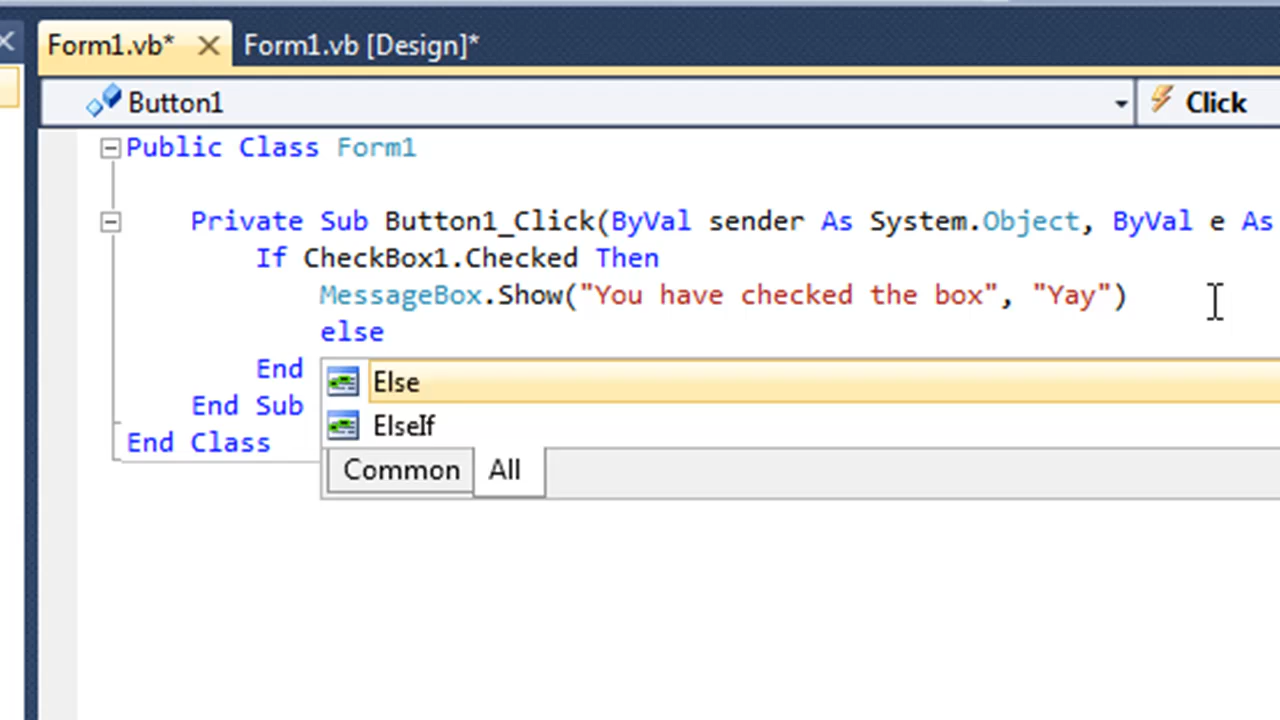 Form1.vb* Form1.vb [Design]*
Button1 Click
Public Class Form1
Private Sub Button1_Click(ByVal sender As System.Object, ByVal e As
If CheckBox1.Checked Then
MessageBox.Show("You have checked the box", "Yay")
else
End
Else
End Sub
ElseIf
End Class
Common All